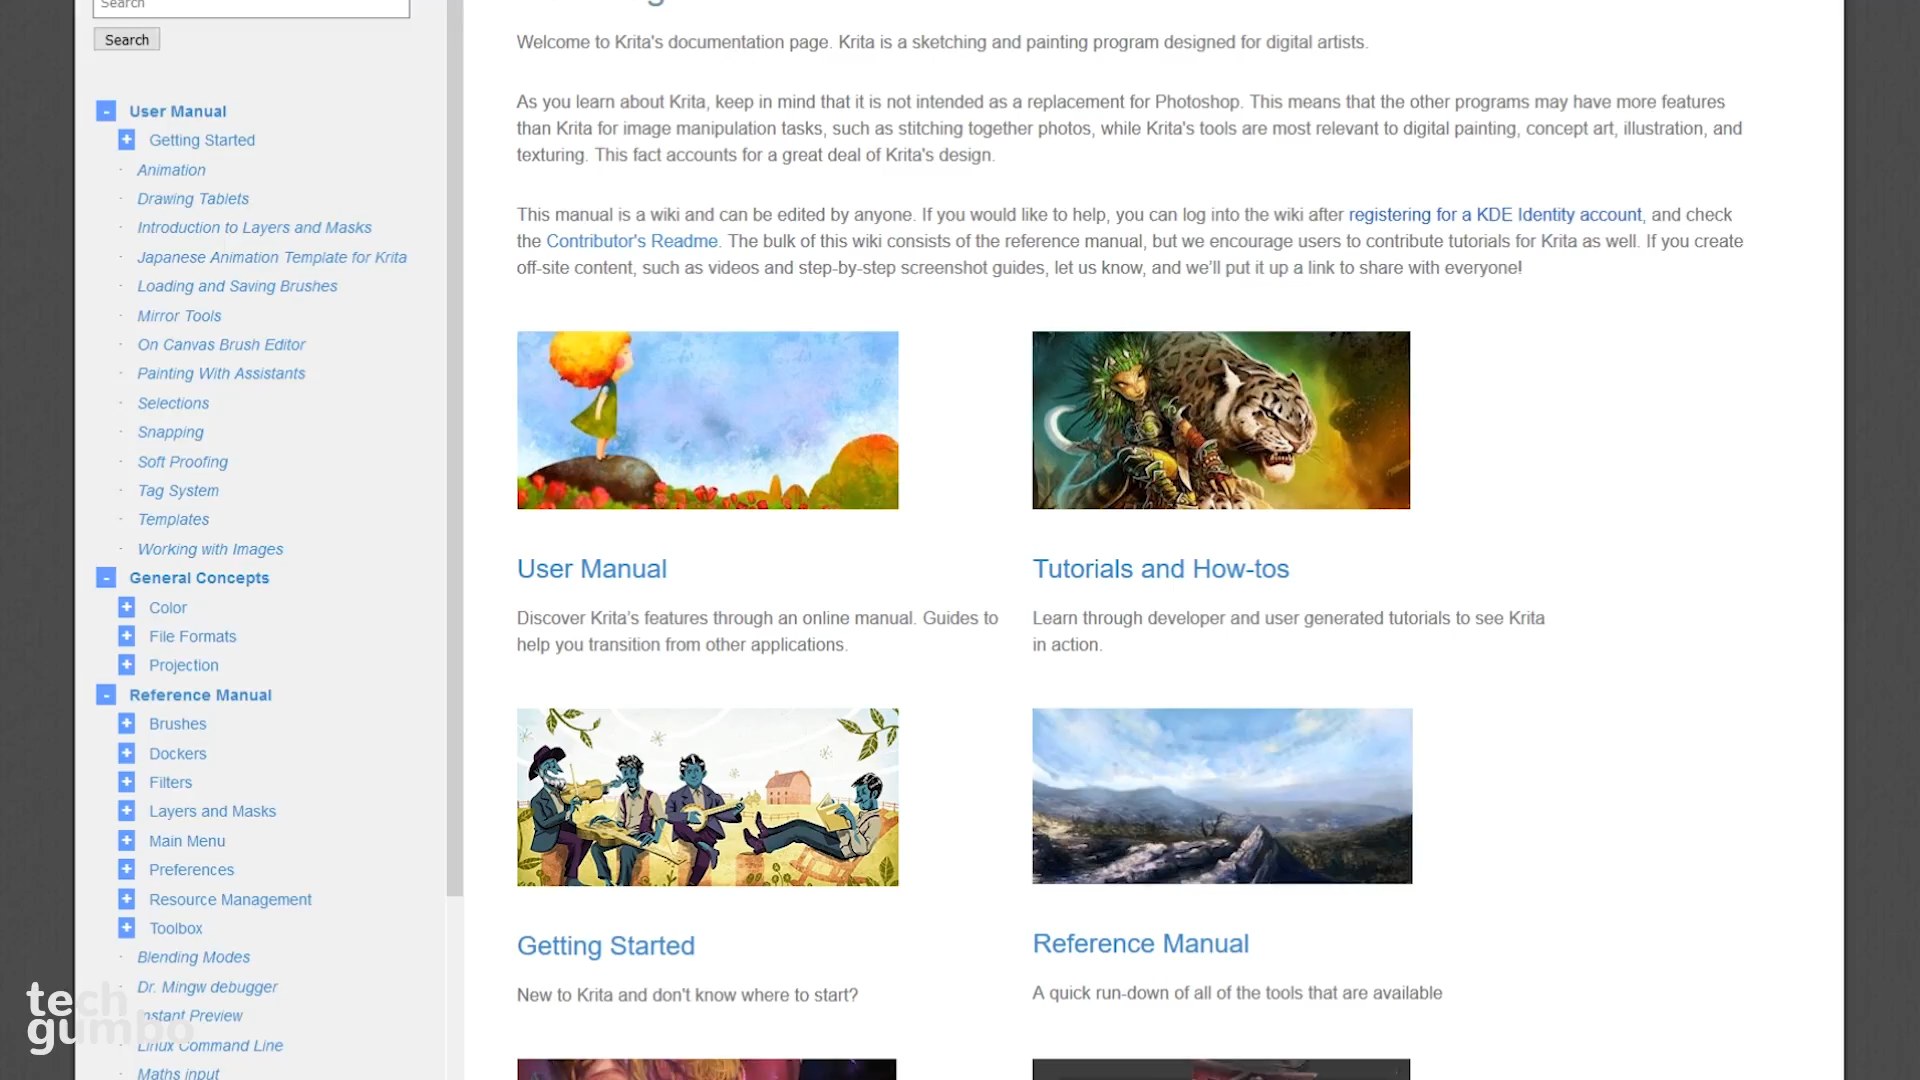 Search
Search
User Manual
Getting Started
Animation
Drawing Tablets
Introduction to Layers and Masks
Japanese Animation Template for Krita
Loading and Saving Brushes
Mirror Tools
On Canvas Brush Editor
Painting With Assistants
Selections
Snapping
Soft Proofing
Tag System
Templates
Working with Images
General Concepts
Color
File Formats
Projection
Reference Manual
Brushes
Dockers
Filters
Layers and Masks
Main Menu
Preferences
Resource Management
Toolbox
Blending Modes
Dr. Mingw debugger
Instant Preview
Linux Command Line
Maths input
Welcome to Krita's documentation page. Krita is a sketching and painting program designed for digital artists.
As you learn about Krita, keep in mind that it is not intended as a replacement for Photoshop. This means that the other programs may have more features
than Krita for image manipulation tasks, such as stitching together photos, while Krita's tools are most relevant to digital painting, concept art, illustration, and
texturing. This fact accounts for a great deal of Krita's design.
This manual is a wiki and can be edited by anyone. If you would like to help, you can log into the wiki after registering for a KDE Identity account, and check
the Contributor's Readme. The bulk of this wiki consists of the reference manual, but we encourage users to contribute tutorials for Krita as well. If you create
off-site content, such as videos and step-by-step screenshot guides, let us know, and we'll put it up a link to share with everyone!
User Manual
Discover Krita's features through an online manual. Guides to
help you transition from other applications.
Tutorials and How-tos
Learn through developer and user generated tutorials to see Krita
in action.
Getting Started
New to Krita and don't know where to start?
Reference Manual
A quick run-down of all of the tools that are available
tech
gumbo